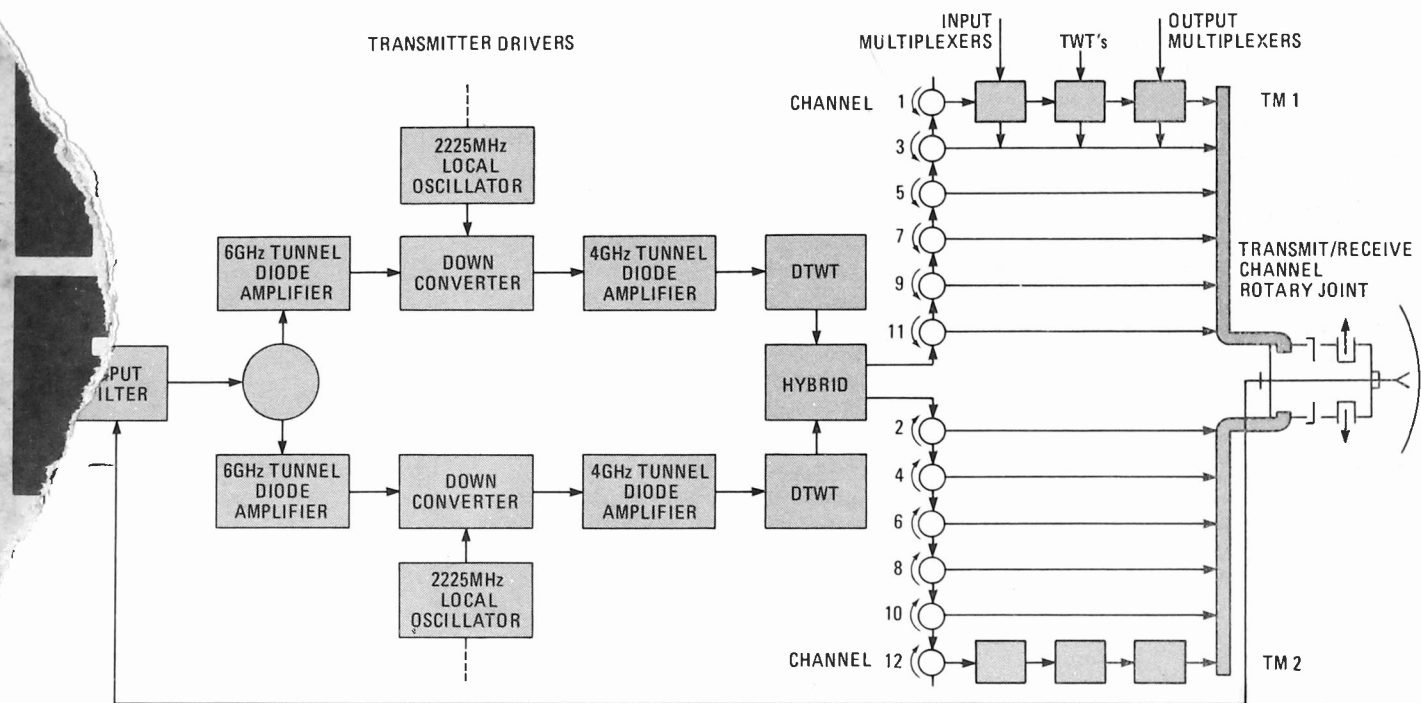 TRANSMITTER DRIVERS
INPUT
MULTIPLEXERS
TWT's
OUTPUT
MULTIPLEXERS
CHANNEL 1
TM 1
3
5
7
9
11
2225MHz
LOCAL
OSCILLATOR
6GHz TUNNEL
DIODE
AMPLIFIER
DOWN
CONVERTER
4GHz TUNNEL
DIODE
AMPLIFIER
DTWT
TRANSMIT/RECEIVE
CHANNEL
ROTARY JOINT
HYBRID
6GHz TUNNEL
DIODE
AMPLIFIER
DOWN
CONVERTER
4GHz TUNNEL
DIODE
AMPLIFIER
DTWT
2225MHz
LOCAL
OSCILLATOR
2
4
6
8
10
CHANNEL 12
TM 2